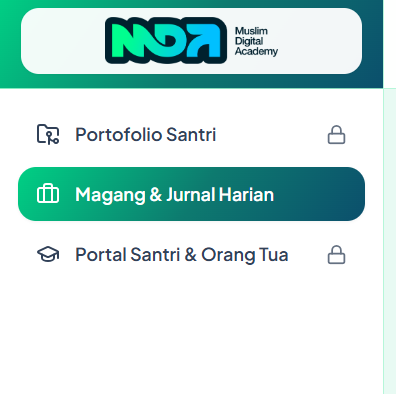 MDA
Muslim
Digital
Academy
Portofolio Santri
Magang & Jurnal Harian
Portal Santri & Orang Tua